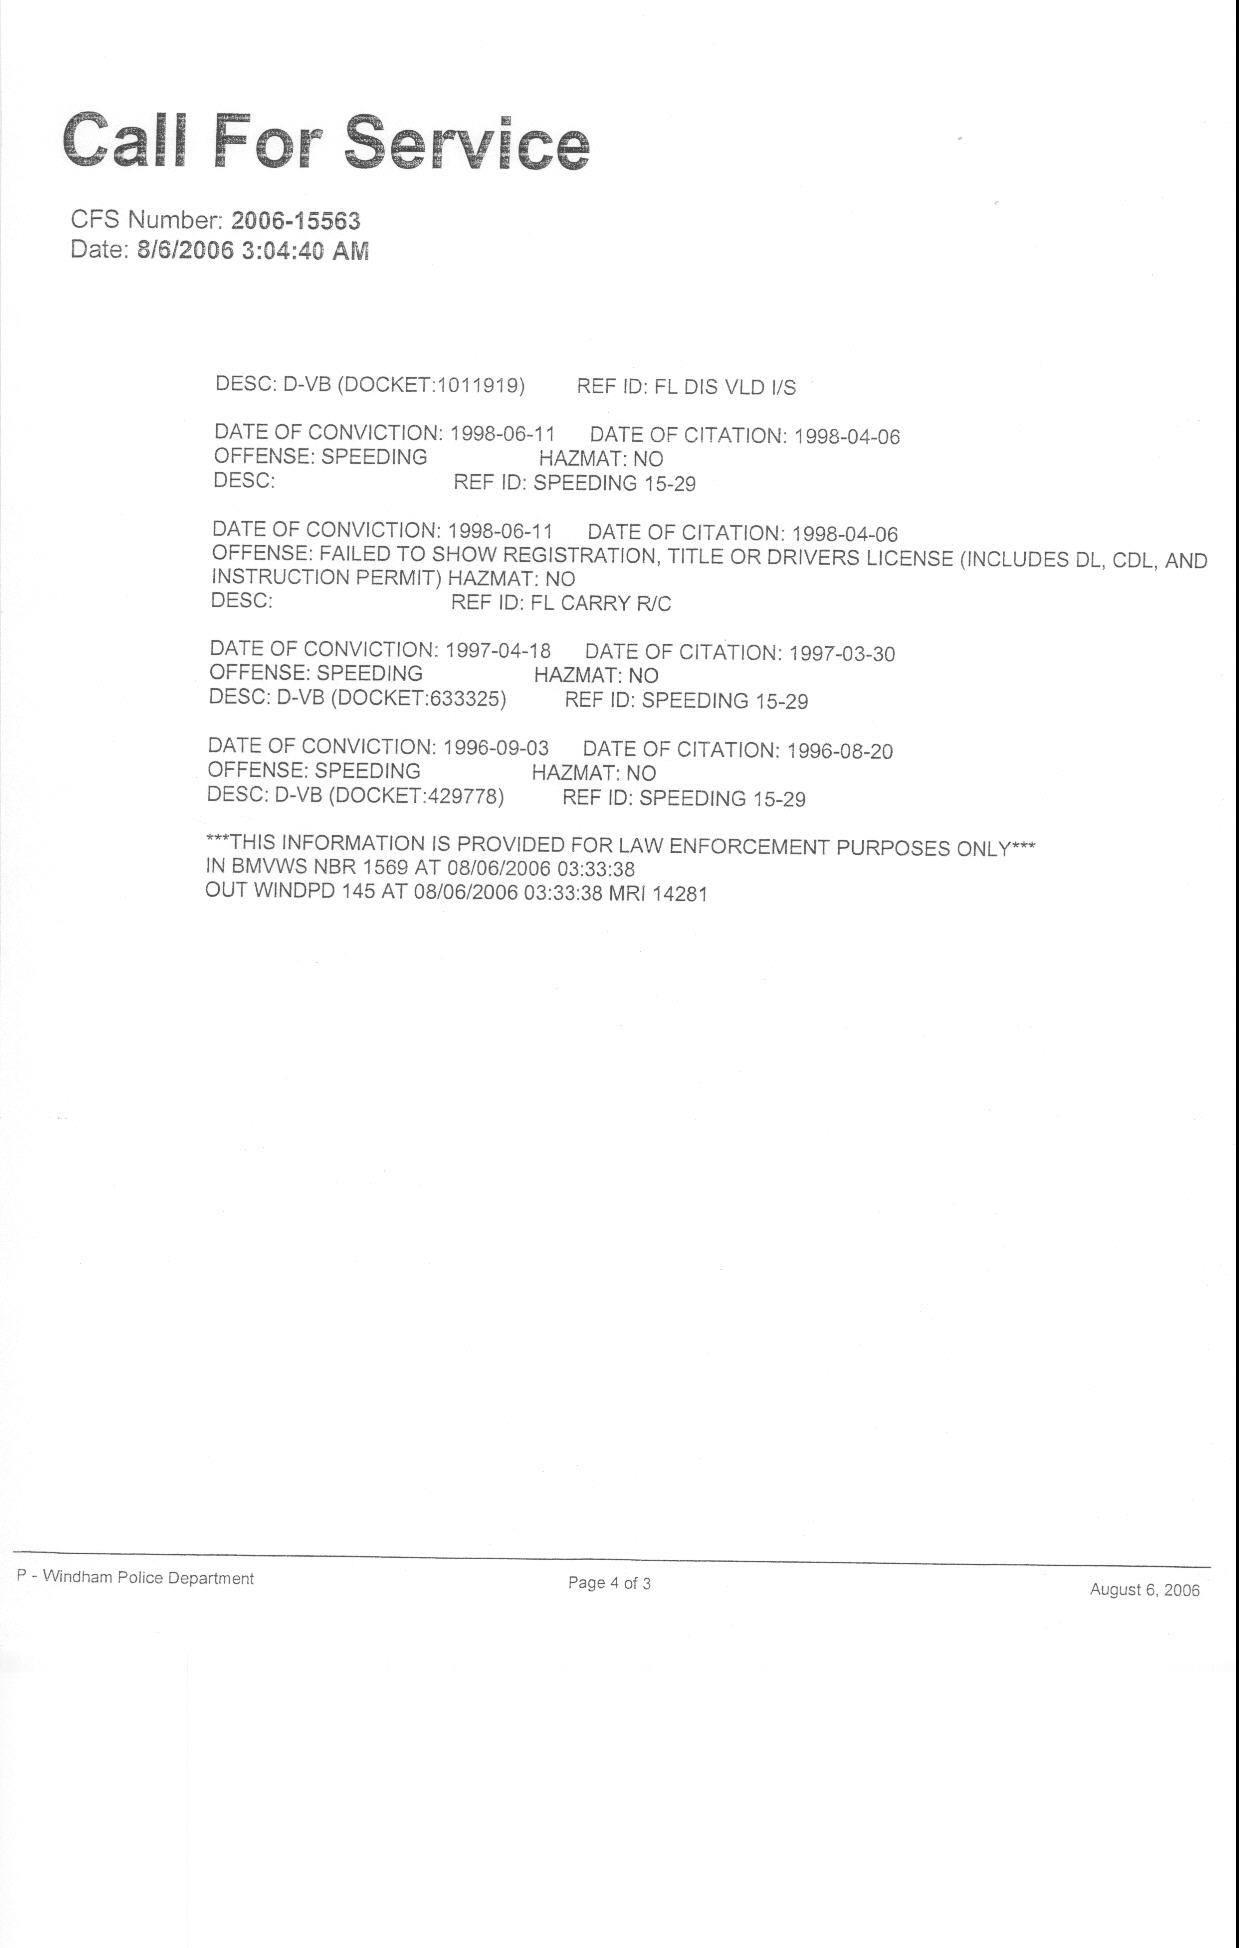 Call For Service
CFS Number: 2006-15563
Date: 8/6/2006 3:04:40 AM
DESC: D-VB (DOCKET:1011919) REF ID: FL DIS VLD I/S
DATE OF CONVICTION: 1998-06-11 DATE OF CITATION: 1998-04-06
OFFENSE: SPEEDING HAZMAT: NO
DESC: REF ID: SPEEDING 15-29
DATE OF CONVICTION: 1998-06-11 DATE OF CITATION: 1998-04-06
OFFENSE: FAILED TO SHOW REGISTRATION, TITLE OR DRIVERS LICENSE (INCLUDES DL, CDL, AND
INSTRUCTION PERMIT) HAZMAT: NO
DESC: REF ID: FL CARRY R/C
DATE OF CONVICTION: 1997-04-18 DATE OF CITATION: 1997-03-30
OFFENSE: SPEEDING HAZMAT: NO
DESC: D-VB (DOCKET:633325) REF ID: SPEEDING 15-29
DATE OF CONVICTION: 1996-09-03 DATE OF CITATION: 1996-08-20
OFFENSE: SPEEDING HAZMAT: NO
DESC: D-VB (DOCKET:429778) REF ID: SPEEDING 15-29
***THIS INFORMATION IS PROVIDED FOR LAW ENFORCEMENT PURPOSES ONLY***
IN BMVWS NBR 1569 AT 08/06/2006 03:33:38
OUT WINDPD 145 AT 08/06/2006 03:33:38 MRI 14281
P - Windham Police Department Page 4 of 3 August 6, 2006